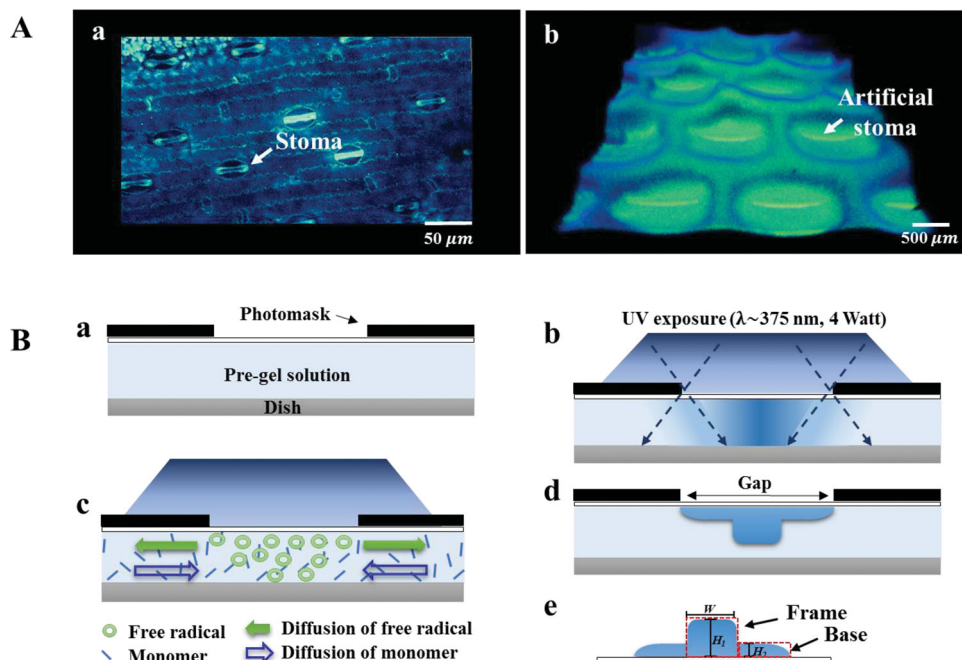 A
a
b
Stoma
Artificial
stoma
50 μm
500 μm
B
a
Photomask
Pre-gel solution
Dish
b
UV exposure (λ~375 nm, 4 Watt)
c
d
Gap
e
W
H₁
H₂
Frame
Base
Free radical
Diffusion of free radical
Monomer
Diffusion of monomer